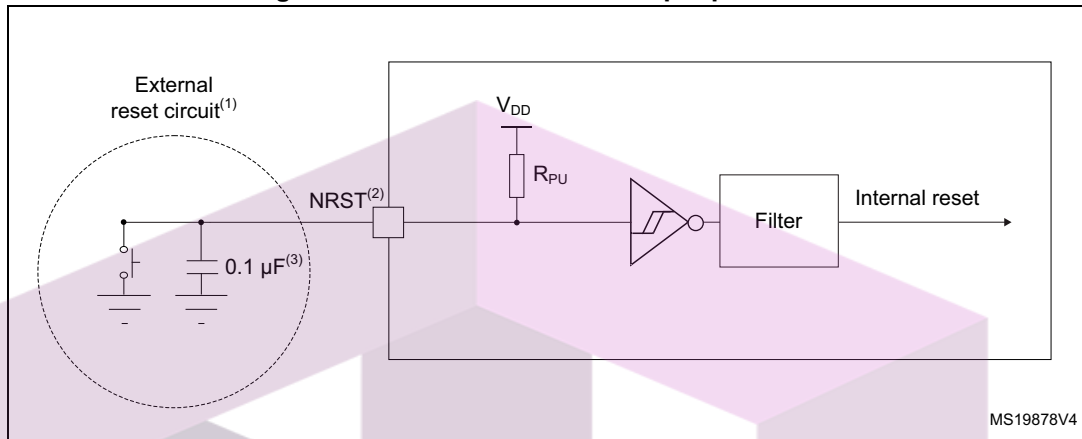 External
reset circuit(1)
VDD
RPU
NRST(2)
Filter
Internal reset
0.1 µF(3)
MS19878V4